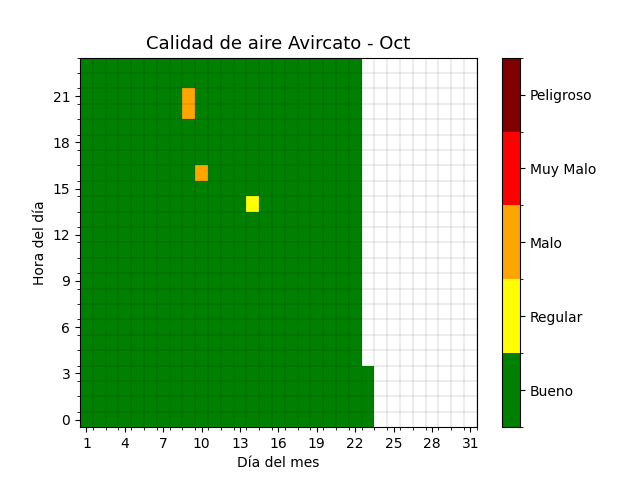 Calidad de aire Avircato - Oct
21
18
15
12
9
6
3
0
Hora del día
1 4 7 10 13 16 19 22 25 28 31
Día del mes
Peligroso
Muy Malo
Malo
Regular
Bueno